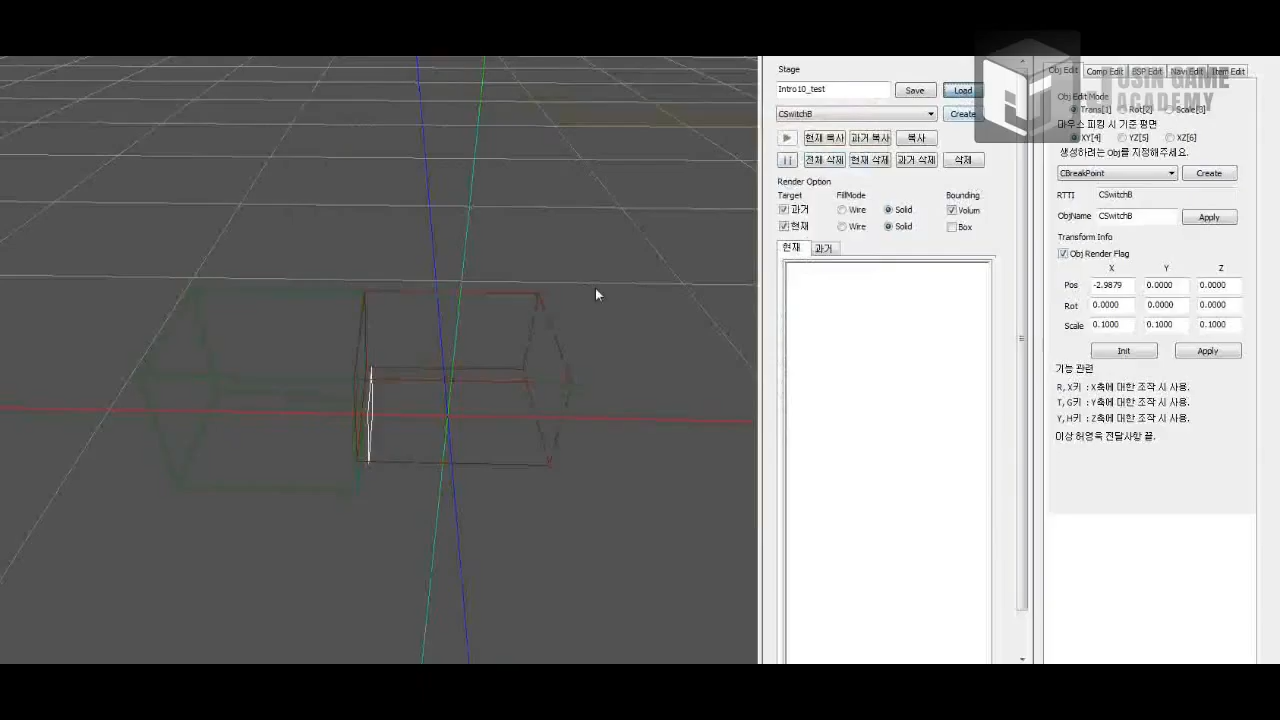 Stage
Intro10_test
Save
Load
CSwitchB
Create
현재 복사
과거 복사
복사
전체 삭제
현재 삭제
과거 삭제
삭제
Render Option
Target
FillMode
Bounding
과거
Wire
Solid
Volum
현재
Wire
Solid
Box
현재
과거
Obj Edit
Comp Edit
BSP Edit
Navi Edit
Item Edit
FUSIN GAME
ACADEMY
Obj Edit Mode
Trans[1]
Rot[2]
Scale[3]
마우스 피킹 시 기준 평면
XY[4]
YZ[5]
XZ[6]
생성하려는 Obj를 지정해주세요.
CBreakPoint
Create
RTTI
CSwitchB
ObjName
CSwitchB
Apply
Transform Info
Obj Render Flag
X
Y
Z
Pos
-2.9879
0.0000
0.0000
Rot
0.0000
0.0000
0.0000
Scale
0.1000
0.1000
0.1000
Init
Apply
기능 관련
R, X키 : X축에 대한 조작 시 사용.
T, G키 : Y축에 대한 조작 시 사용.
Y, H키 : Z축에 대한 조작 시 사용.
이상 허영욱 전달사항 끝.